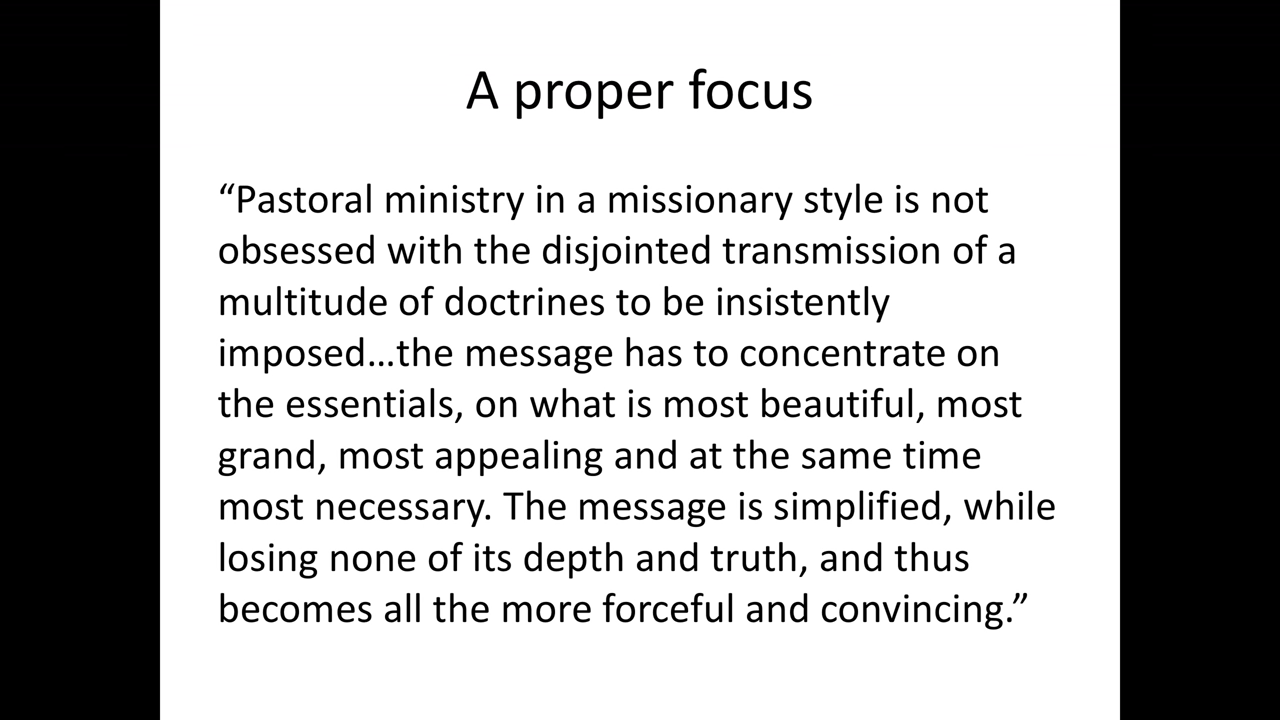 A proper focus
“Pastoral ministry in a missionary style is not
obsessed with the disjointed transmission of a
multitude of doctrines to be insistently
imposed…the message has to concentrate on
the essentials, on what is most beautiful, most
grand, most appealing and at the same time
most necessary. The message is simplified, while
losing none of its depth and truth, and thus
becomes all the more forceful and convincing.”